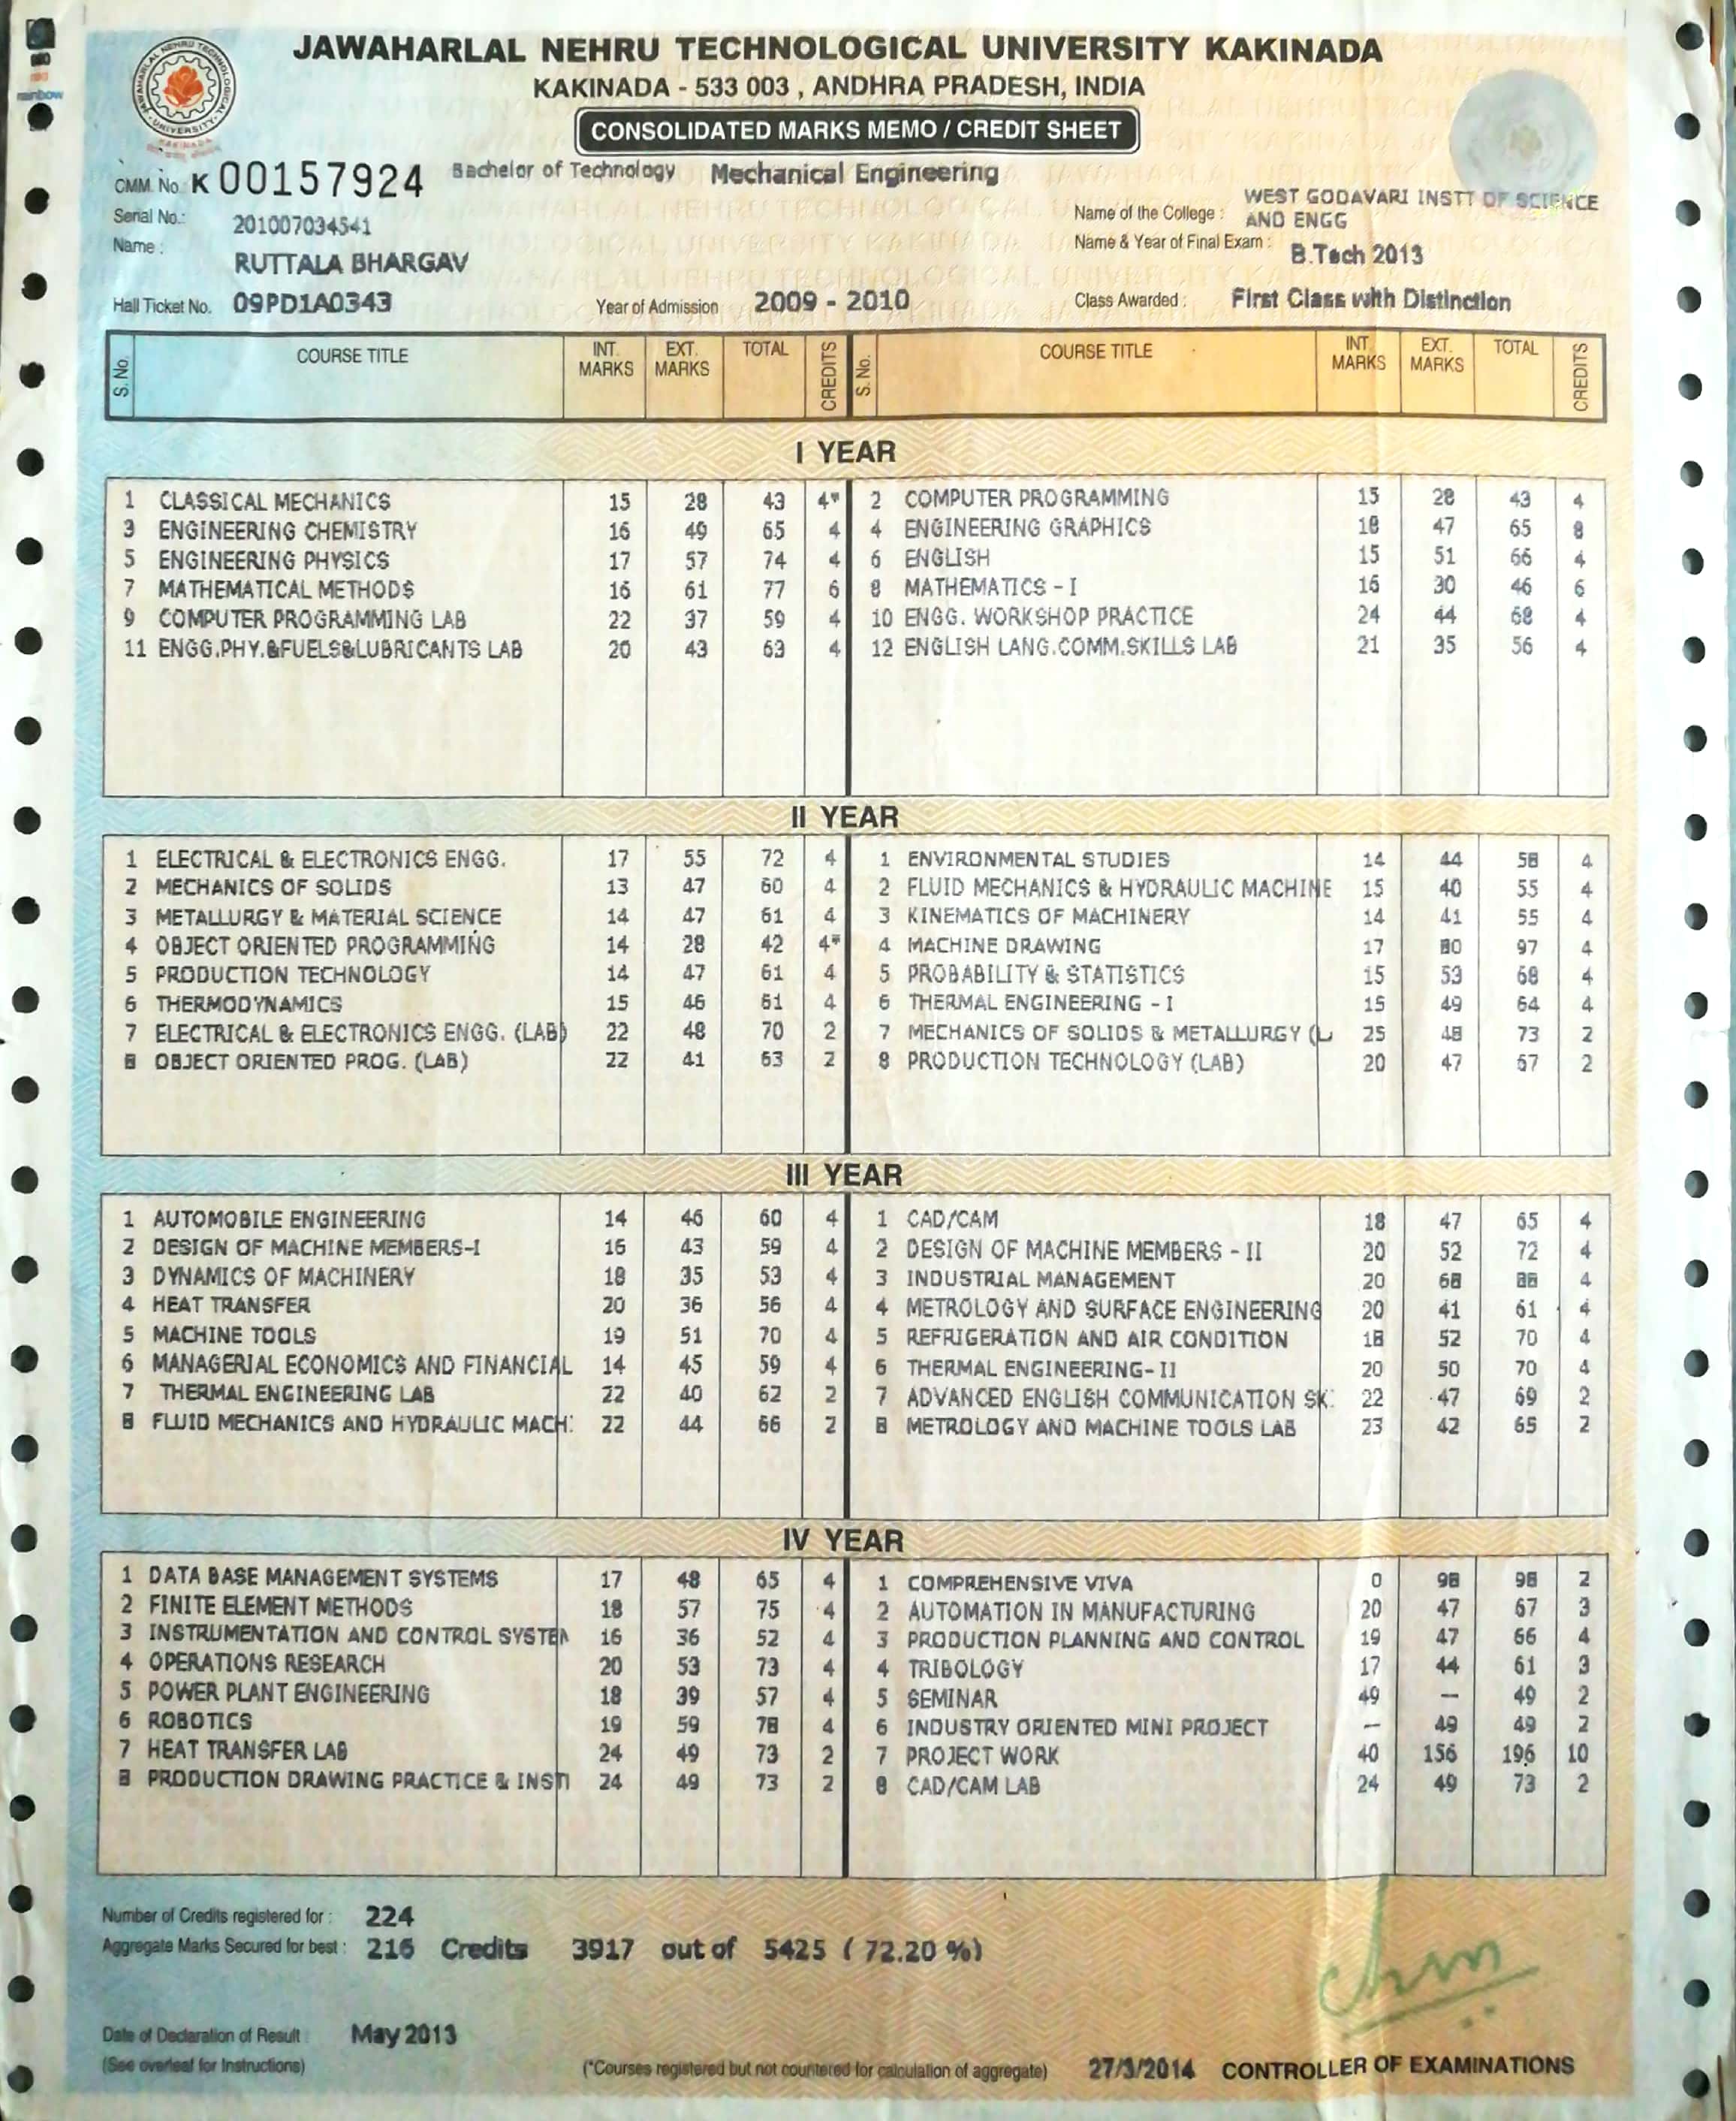 JAWAHARLAL NEHRU TECHNOLOGICAL UNIVERSITY KAKINADA
KAKINADA - 533 003 , ANDHRA PRADESH, INDIA
CONSOLIDATED MARKS MEMO / CREDIT SHEET
CMM. No. K 00157924 Bachelor of Technology Mechanical Engineering
Serial No.: 201007034541 Name of the College : WEST GODAVARI INSTT OF SCIENCE AND ENGG
Name : RUTTALA BHARGAV Name & Year of Final Exam : B.Tech 2013
Hall Ticket No. 09PD1A0343 Year of Admission 2009 - 2010 Class Awarded : First Class with Distinction
S. No. COURSE TITLE INT. MARKS EXT. MARKS TOTAL CREDITS S. No. COURSE TITLE INT. MARKS EXT. MARKS TOTAL CREDITS
I YEAR
1 CLASSICAL MECHANICS 15 28 43 4* 2 COMPUTER PROGRAMMING 15 28 43 4
3 ENGINEERING CHEMISTRY 16 49 65 4 4 ENGINEERING GRAPHICS 18 47 65 8
5 ENGINEERING PHYSICS 17 57 74 4 6 ENGLISH 15 51 66 4
7 MATHEMATICAL METHODS 16 61 77 6 8 MATHEMATICS - I 16 30 46 6
9 COMPUTER PROGRAMMING LAB 22 37 59 4 10 ENGG. WORKSHOP PRACTICE 24 44 68 4
11 ENGG.PHY.&FUELS&LUBRICANTS LAB 20 43 63 4 12 ENGLISH LANG.COMM.SKILLS LAB 21 35 56 4
II YEAR
1 ELECTRICAL & ELECTRONICS ENGG. 17 55 72 4 1 ENVIRONMENTAL STUDIES 14 44 58 4
2 MECHANICS OF SOLIDS 13 47 60 4 2 FLUID MECHANICS & HYDRAULIC MACHINE 15 40 55 4
3 METALLURGY & MATERIAL SCIENCE 14 47 61 4 3 KINEMATICS OF MACHINERY 14 41 55 4
4 OBJECT ORIENTED PROGRAMMING 14 28 42 4* 4 MACHINE DRAWING 17 80 97 4
5 PRODUCTION TECHNOLOGY 14 47 61 4 5 PROBABILITY & STATISTICS 15 53 68 4
6 THERMODYNAMICS 15 46 61 4 6 THERMAL ENGINEERING - I 15 49 64 4
7 ELECTRICAL & ELECTRONICS ENGG. (LAB) 22 48 70 2 7 MECHANICS OF SOLIDS & METALLURGY (L 25 48 73 2
8 OBJECT ORIENTED PROG. (LAB) 22 41 63 2 8 PRODUCTION TECHNOLOGY (LAB) 20 47 67 2
III YEAR
1 AUTOMOBILE ENGINEERING 14 46 60 4 1 CAD/CAM 18 47 65 4
2 DESIGN OF MACHINE MEMBERS-I 16 43 59 4 2 DESIGN OF MACHINE MEMBERS - II 20 52 72 4
3 DYNAMICS OF MACHINERY 18 35 53 4 3 INDUSTRIAL MANAGEMENT 20 68 88 4
4 HEAT TRANSFER 20 36 56 4 4 METROLOGY AND SURFACE ENGINEERING 20 41 61 4
5 MACHINE TOOLS 19 51 70 4 5 REFRIGERATION AND AIR CONDITION 18 52 70 4
6 MANAGERIAL ECONOMICS AND FINANCIAL 14 45 59 4 6 THERMAL ENGINEERING- II 20 50 70 4
7 THERMAL ENGINEERING LAB 22 40 62 2 7 ADVANCED ENGLISH COMMUNICATION SK 22 47 69 2
8 FLUID MECHANICS AND HYDRAULIC MACH 22 44 66 2 8 METROLOGY AND MACHINE TOOLS LAB 23 42 65 2
IV YEAR
1 DATA BASE MANAGEMENT SYSTEMS 17 48 65 4 1 COMPREHENSIVE VIVA 0 98 98 2
2 FINITE ELEMENT METHODS 18 57 75 4 2 AUTOMATION IN MANUFACTURING 20 47 67 3
3 INSTRUMENTATION AND CONTROL SYSTEM 16 36 52 4 3 PRODUCTION PLANNING AND CONTROL 19 47 66 4
4 OPERATIONS RESEARCH 20 53 73 4 4 TRIBOLOGY 17 44 61 3
5 POWER PLANT ENGINEERING 18 39 57 4 5 SEMINAR 49 — 49 2
6 ROBOTICS 19 59 78 4 6 INDUSTRY ORIENTED MINI PROJECT — 49 49 2
7 HEAT TRANSFER LAB 24 49 73 2 7 PROJECT WORK 40 156 196 10
8 PRODUCTION DRAWING PRACTICE & INSTI 24 49 73 2 8 CAD/CAM LAB 24 49 73 2
Number of Credits registered for : 224
Aggregate Marks Secured for best : 216 Credits 3917 out of 5425 ( 72.20 %)
Date of Declaration of Result : May 2013
(See overleaf for Instructions) (*Courses registered but not countered for calculation of aggregate) 27/3/2014 CONTROLLER OF EXAMINATIONS